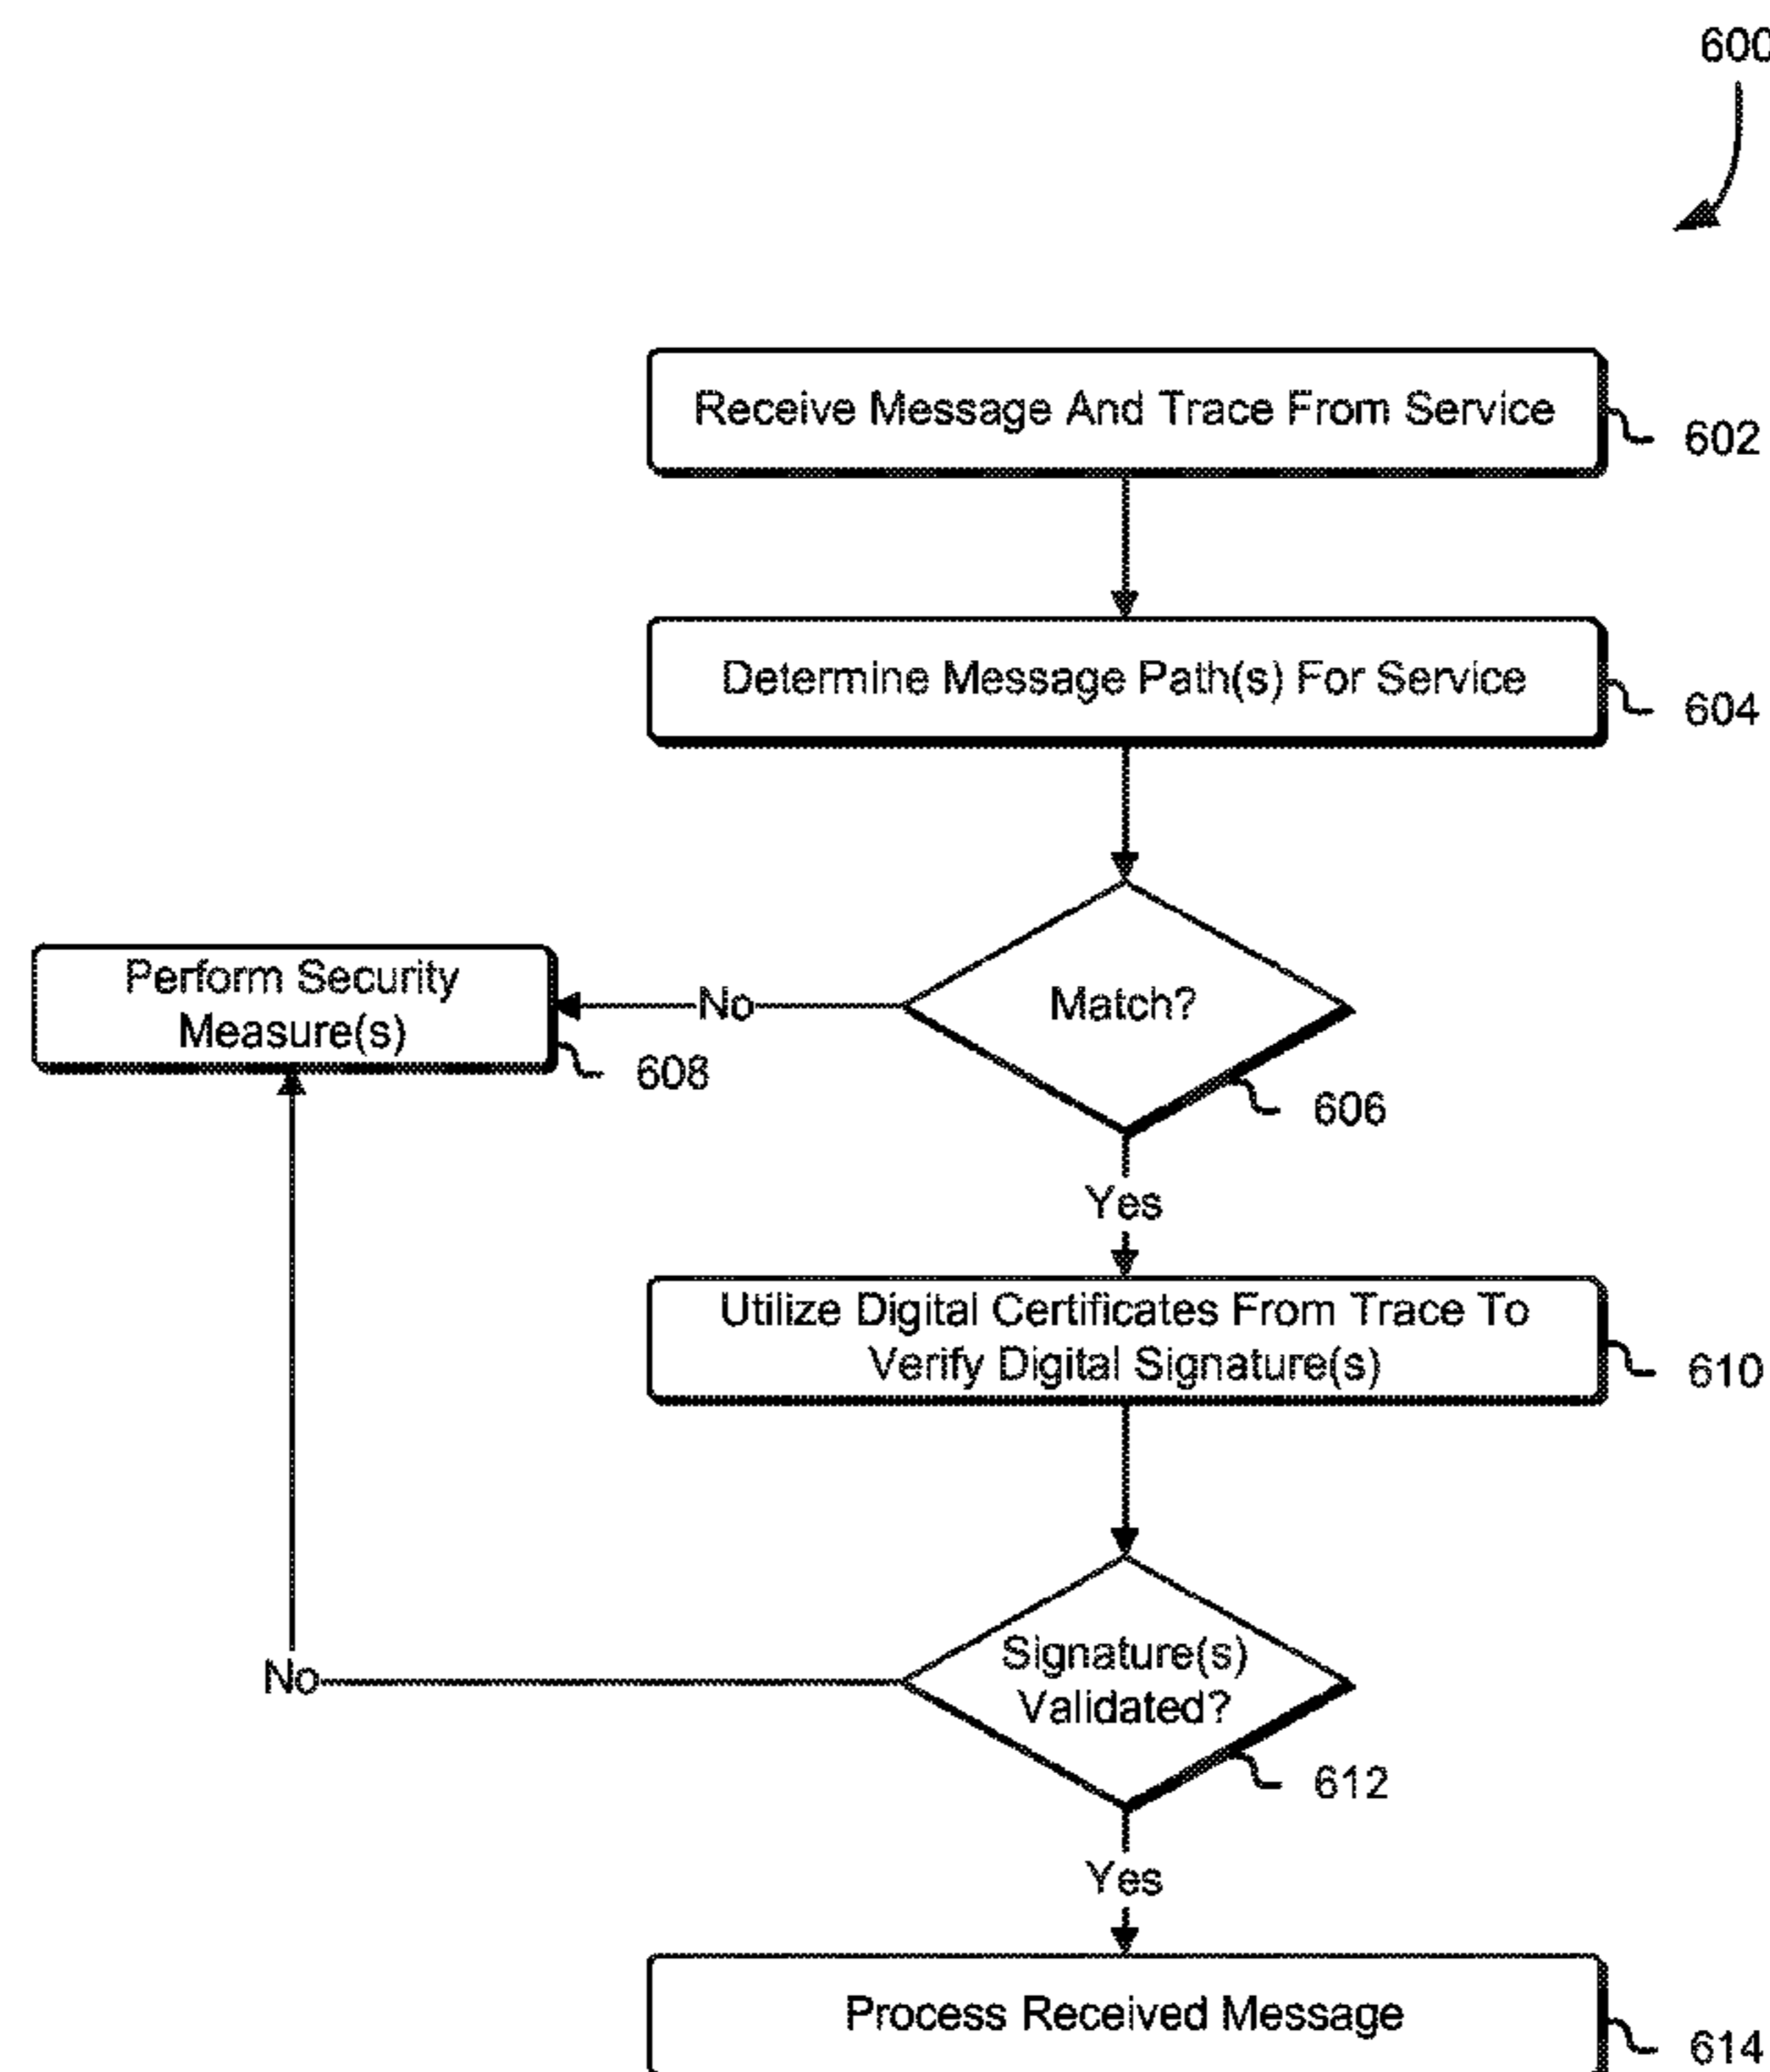 600
Receive Message And Trace From Service
602
Determine Message Path(s) For Service
604
Perform Security
Measure(s)
608
No
Match?
606
Yes
Utilize Digital Certificates From Trace To
Verify Digital Signature(s)
610
No
Signature(s)
Validated?
612
Yes
Process Received Message
614